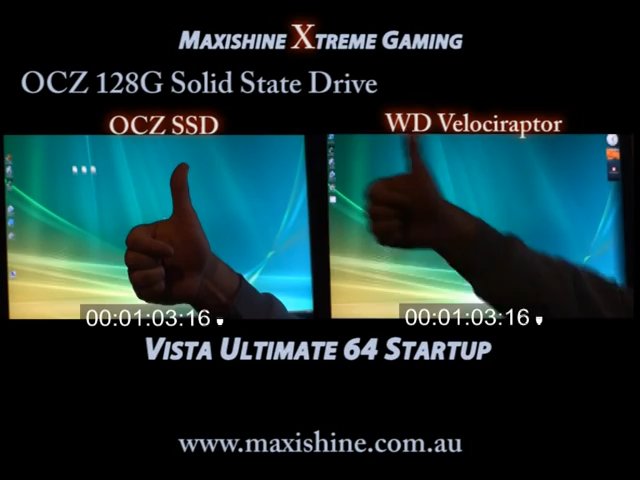 MAXISHINE XTREME GAMING
OCZ 128G Solid State Drive
OCZ SSD
WD Velociraptor
00:01:03:16
00:01:03:16
VISTA ULTIMATE 64 STARTUP
www.maxishine.com.au